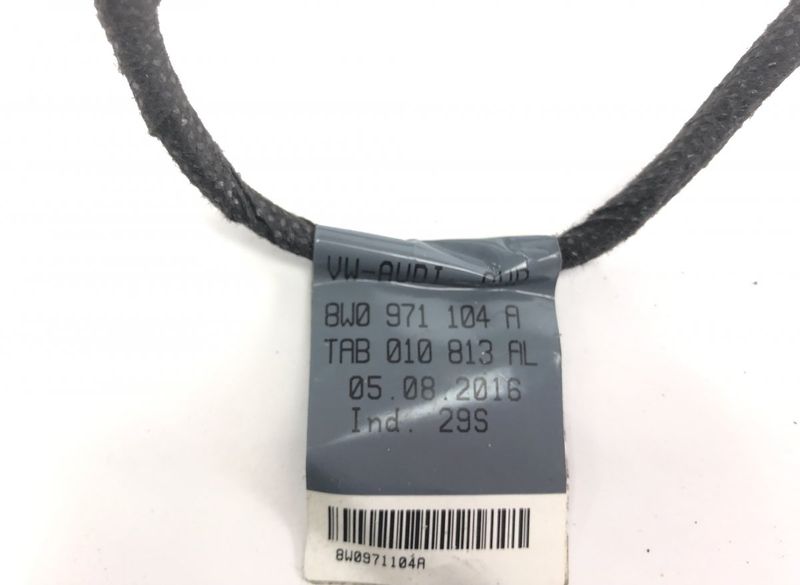 VW-AUDI
8W0 971 104 A
TAB 010 813 AL
05.08.2016
Ind. 29S
8W0971104A